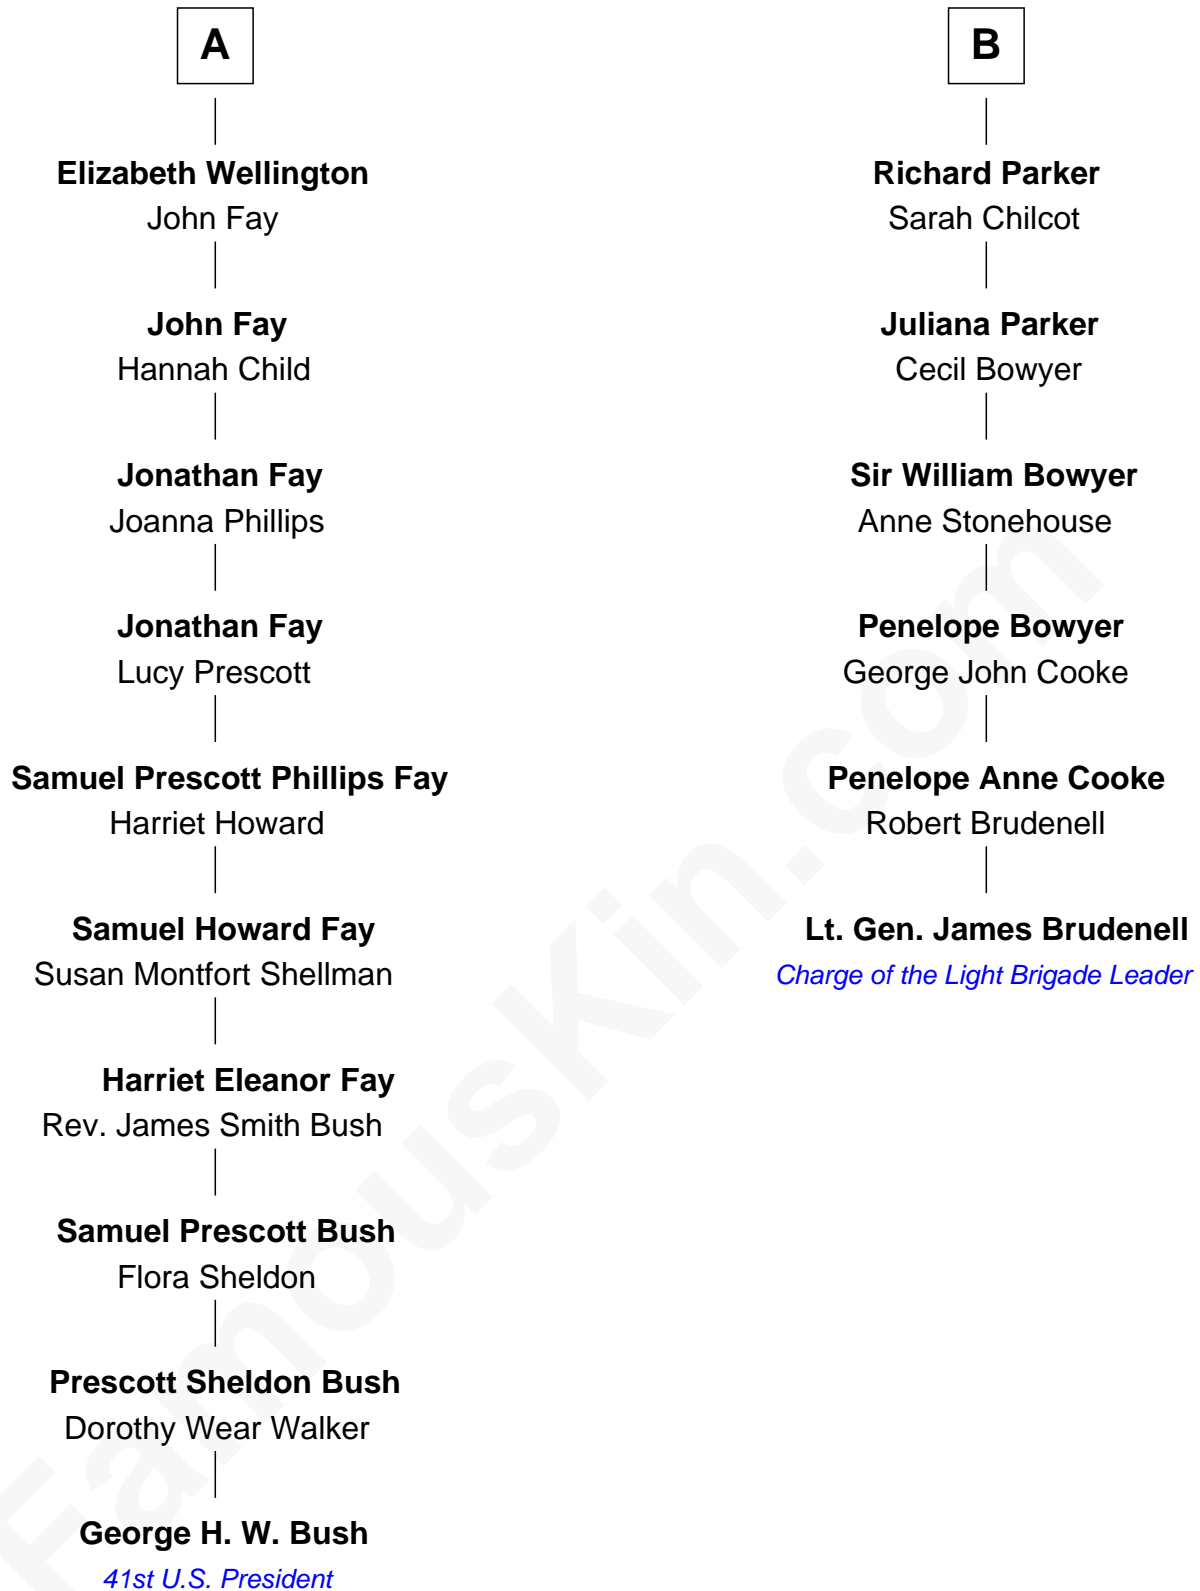 A
Elizabeth Wellington
John Fay
John Fay
Hannah Child
Jonathan Fay
Joanna Phillips
Jonathan Fay
Lucy Prescott
Samuel Prescott Phillips Fay
Harriet Howard
Samuel Howard Fay
Susan Montfort Shellman
Harriet Eleanor Fay
Rev. James Smith Bush
Samuel Prescott Bush
Flora Sheldon
Prescott Sheldon Bush
Dorothy Wear Walker
George H. W. Bush
41st U.S. President
B
Richard Parker
Sarah Chilcot
Juliana Parker
Cecil Bowyer
Sir William Bowyer
Anne Stonehouse
Penelope Bowyer
George John Cooke
Penelope Anne Cooke
Robert Brudenell
Lt. Gen. James Brudenell
Charge of the Light Brigade Leader
FamousKin.com